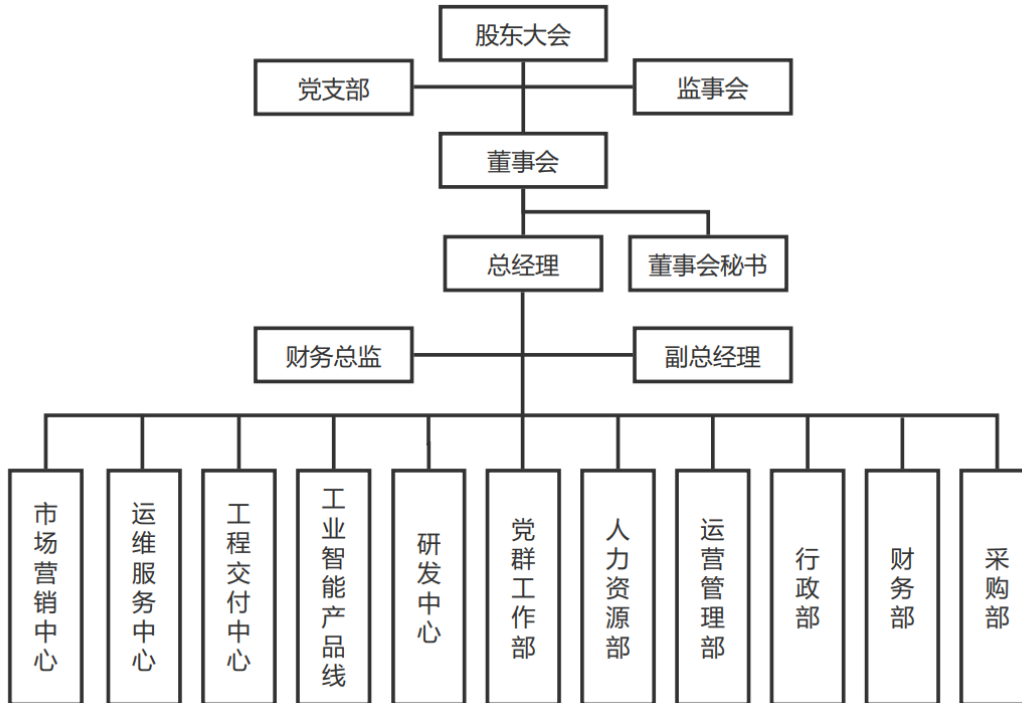 股东大会
党支部
监事会
董事会
总经理
董事会秘书
财务总监
副总经理
市场营销中心
运维服务中心
工程交付中心
工业智能产品线
研发中心
党群工作部
人力资源部
运营管理部
行政部
财务部
采购部